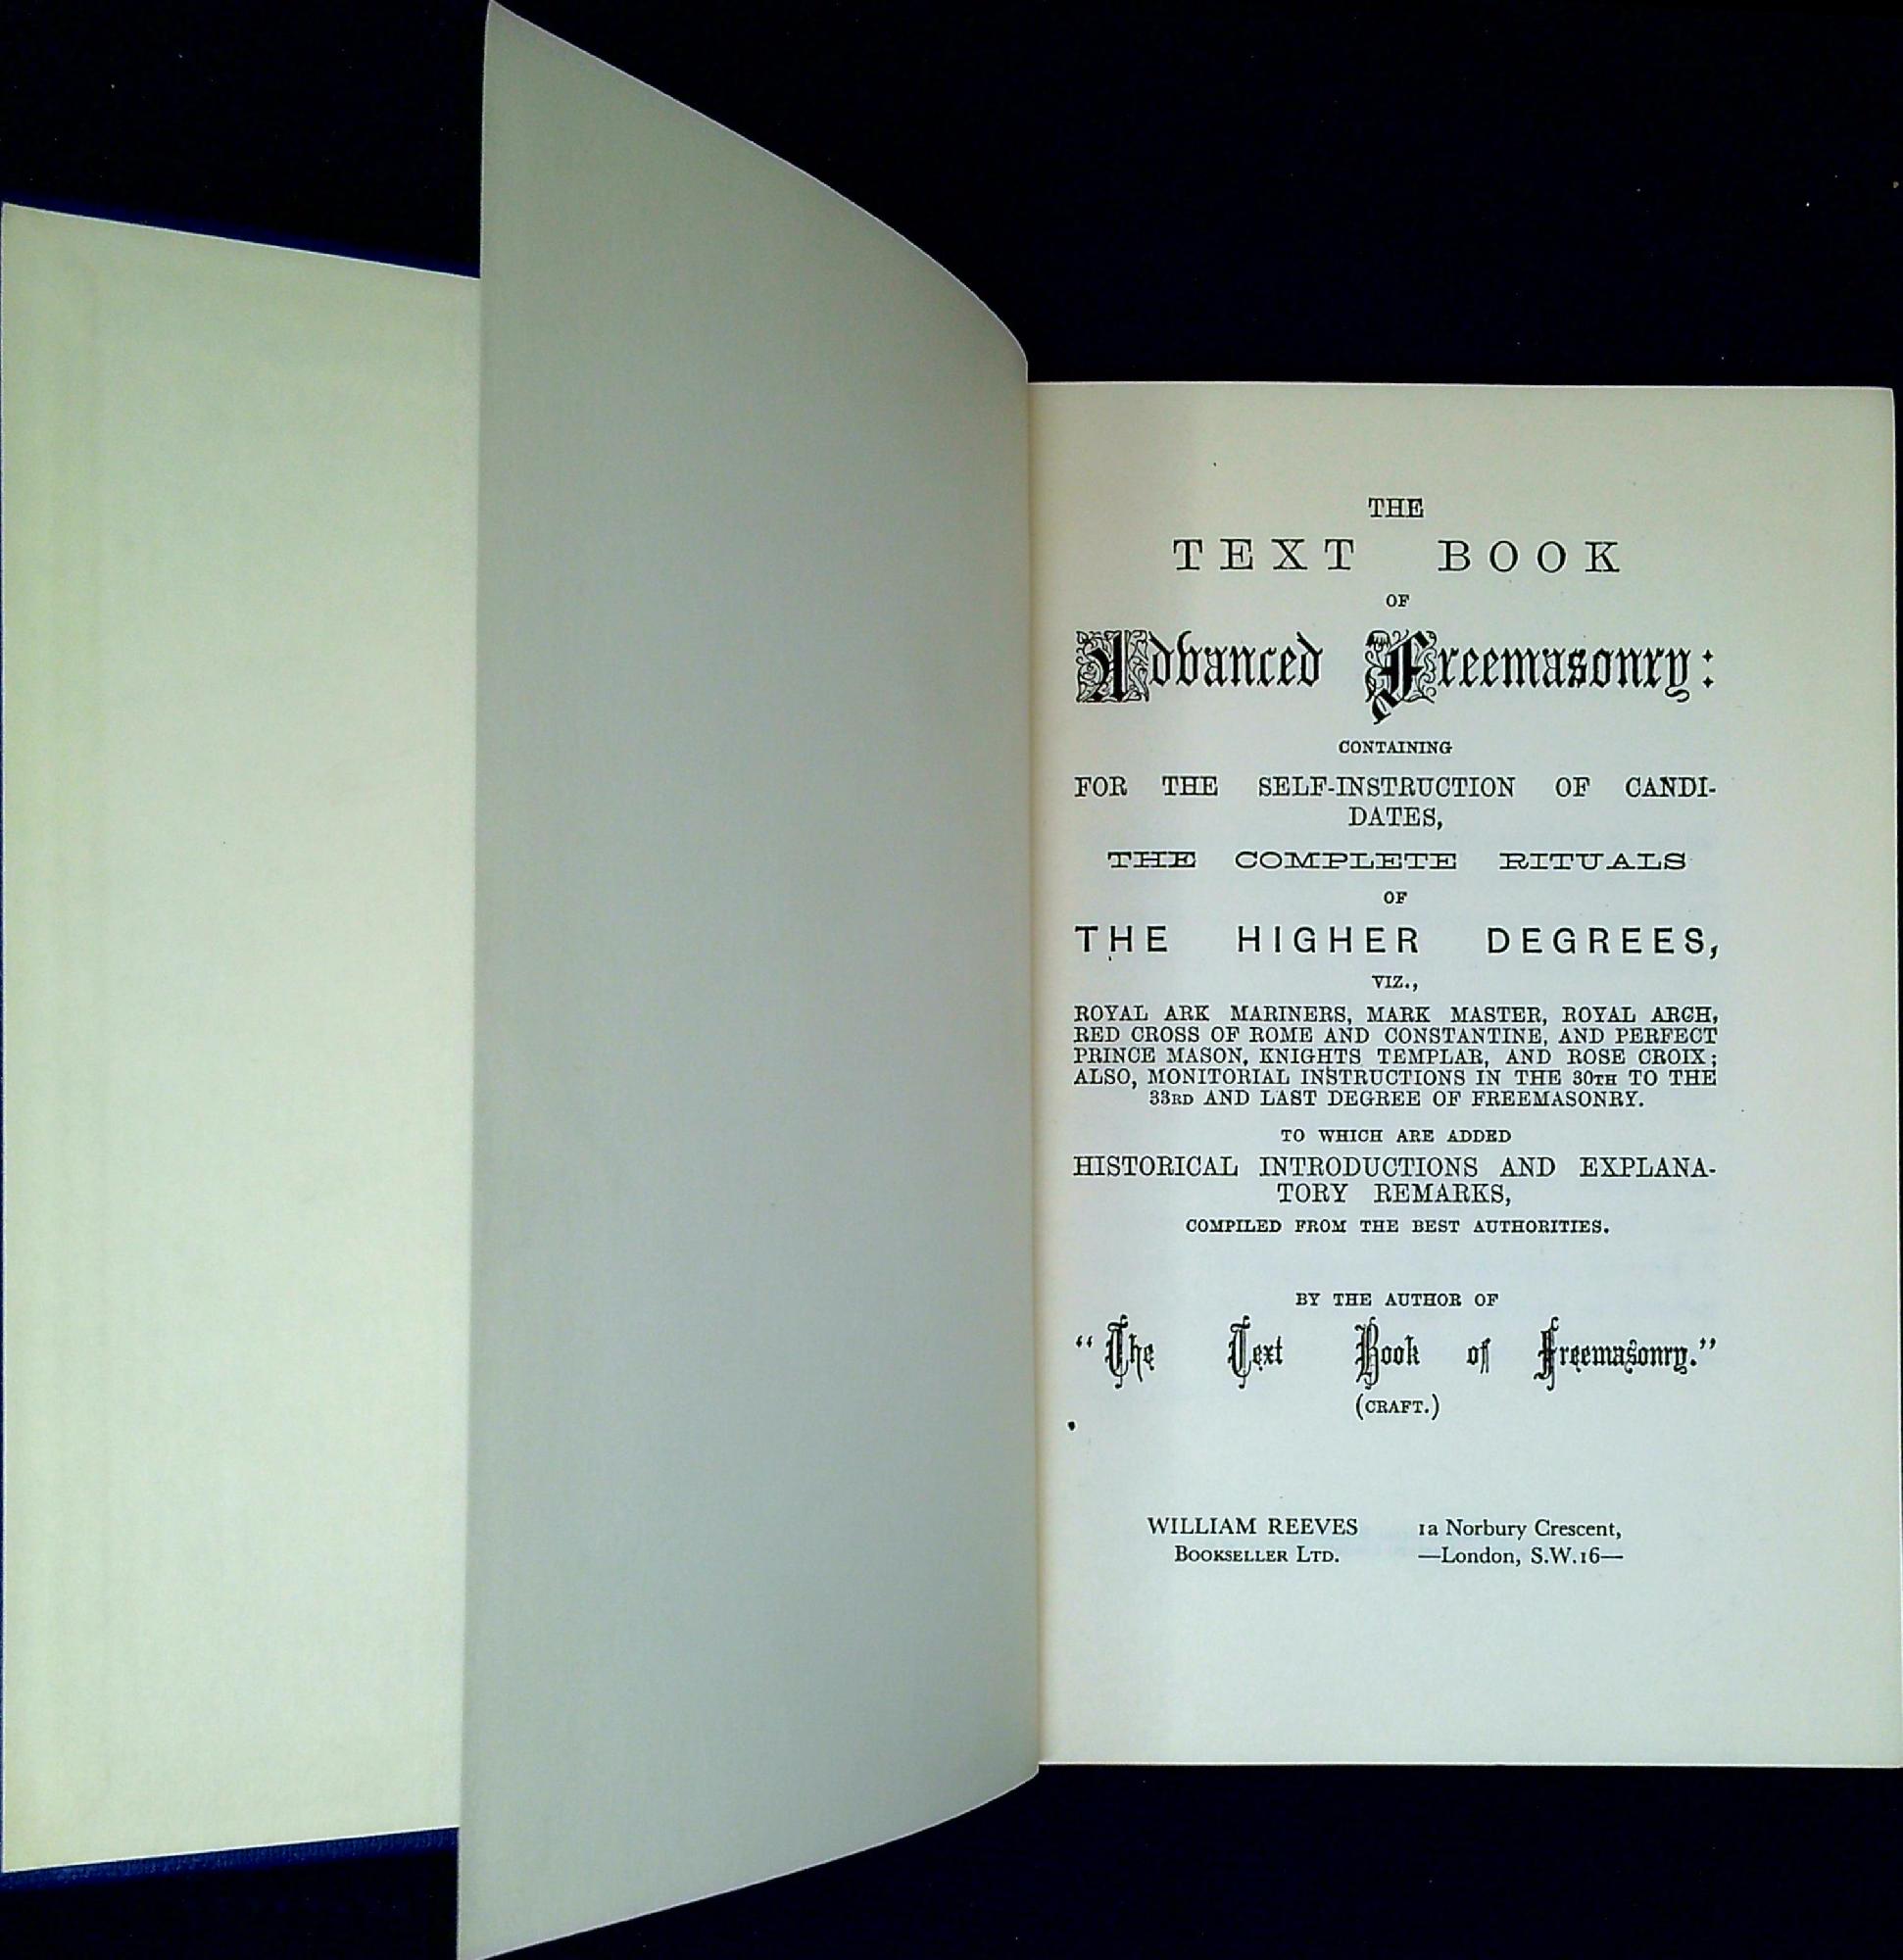 THE
TEXT BOOK
OF
Advanced Freemasonry:
CONTAINING
FOR THE SELF-INSTRUCTION OF CANDI-
DATES,
THE COMPLETE RITUALS
OF
THE HIGHER DEGREES,
VIZ.,
ROYAL ARK MARINERS, MARK MASTER, ROYAL ARCH,
RED CROSS OF ROME AND CONSTANTINE, AND PERFECT
PRINCE MASON, KNIGHTS TEMPLAR, AND ROSE CROIX;
ALSO, MONITORIAL INSTRUCTIONS IN THE 30TH TO THE
33RD AND LAST DEGREE OF FREEMASONRY.
TO WHICH ARE ADDED
HISTORICAL INTRODUCTIONS AND EXPLANA-
TORY REMARKS,
COMPILED FROM THE BEST AUTHORITIES.
BY THE AUTHOR OF
"The Text Book of Freemasonry."
(CRAFT.)
WILLIAM REEVES 1a Norbury Crescent,
BOOKSELLER LTD. —London, S.W.16—